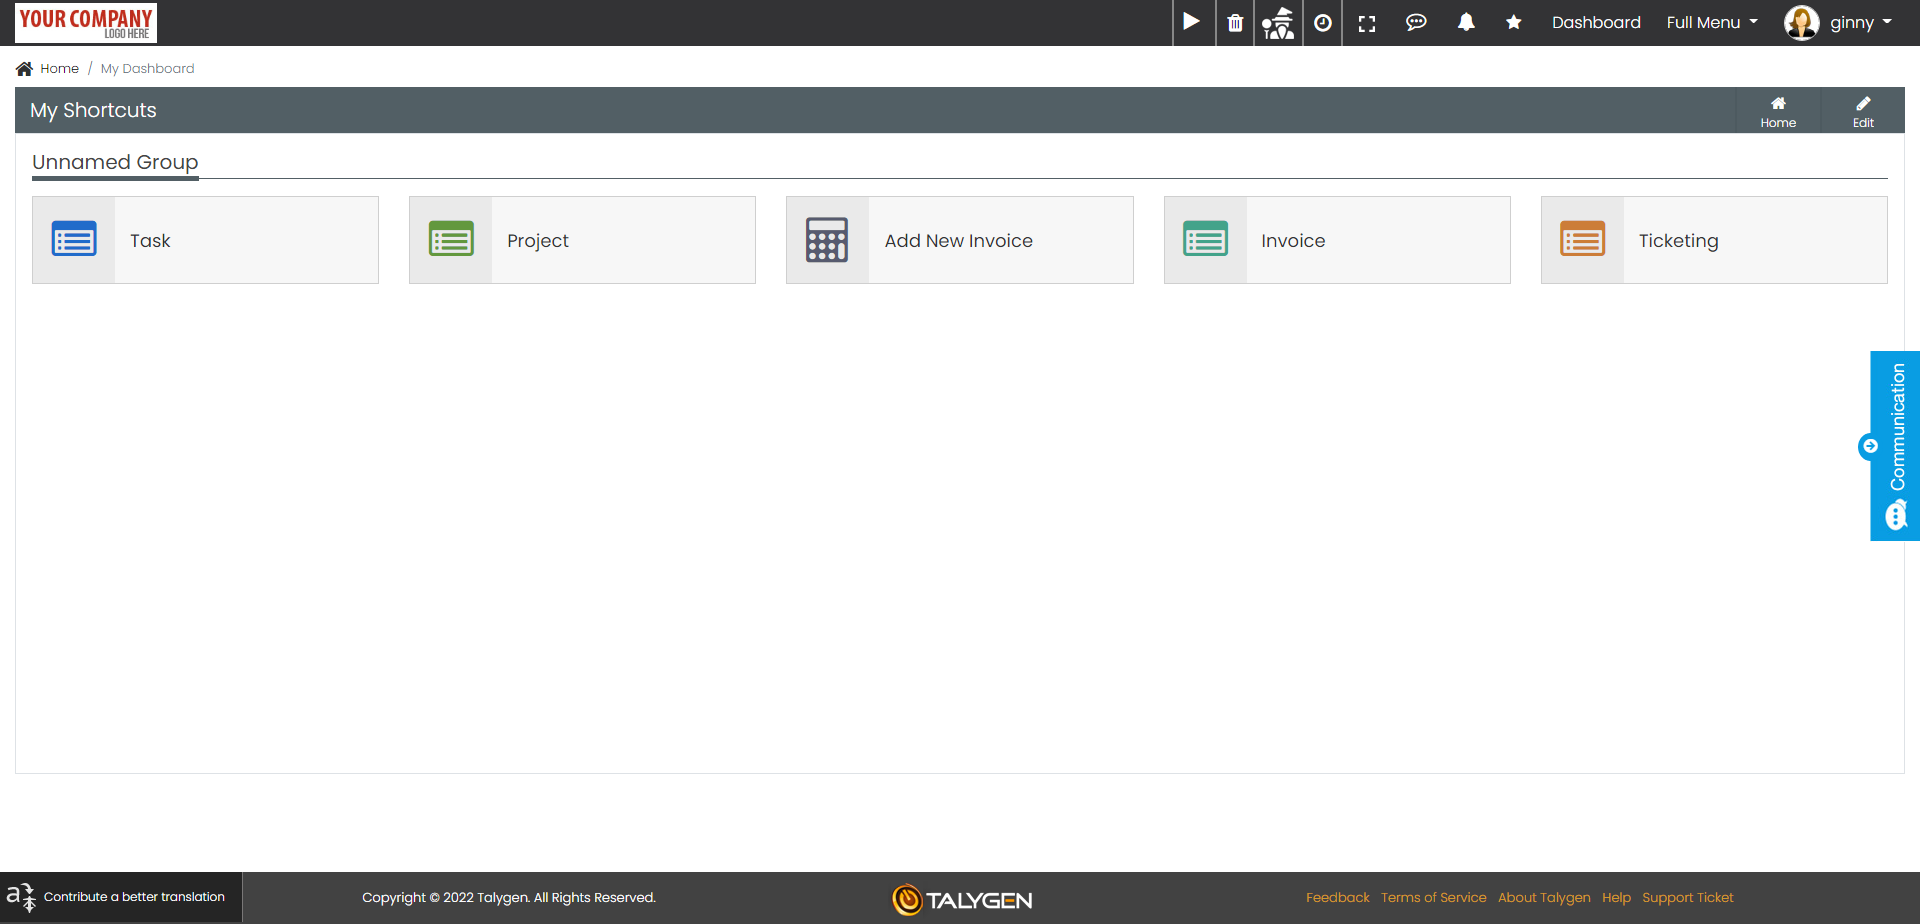 YOUR COMPANY
LOGO HERE
Dashboard
Full Menu
ginny
Home / My Dashboard
My Shortcuts
Home
Edit
Unnamed Group
Task
Project
Add New Invoice
Invoice
Ticketing
Communication
Contribute a better translation
Copyright © 2022 Talygen. All Rights Reserved.
TALYGEN
Feedback Terms of Service About Talygen Help Support Ticket